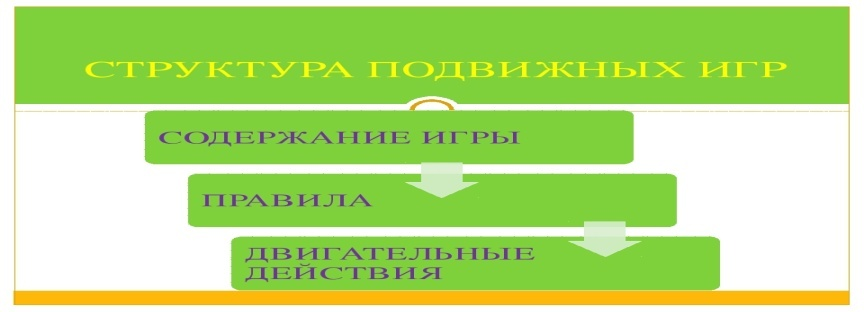 СТРУКТУРА ПОДВИЖНЫХ ИГР
СОДЕРЖАНИЕ ИГРЫ
ПРАВИЛА
ДВИГАТЕЛЬНЫЕ
ДЕЙСТВИЯ